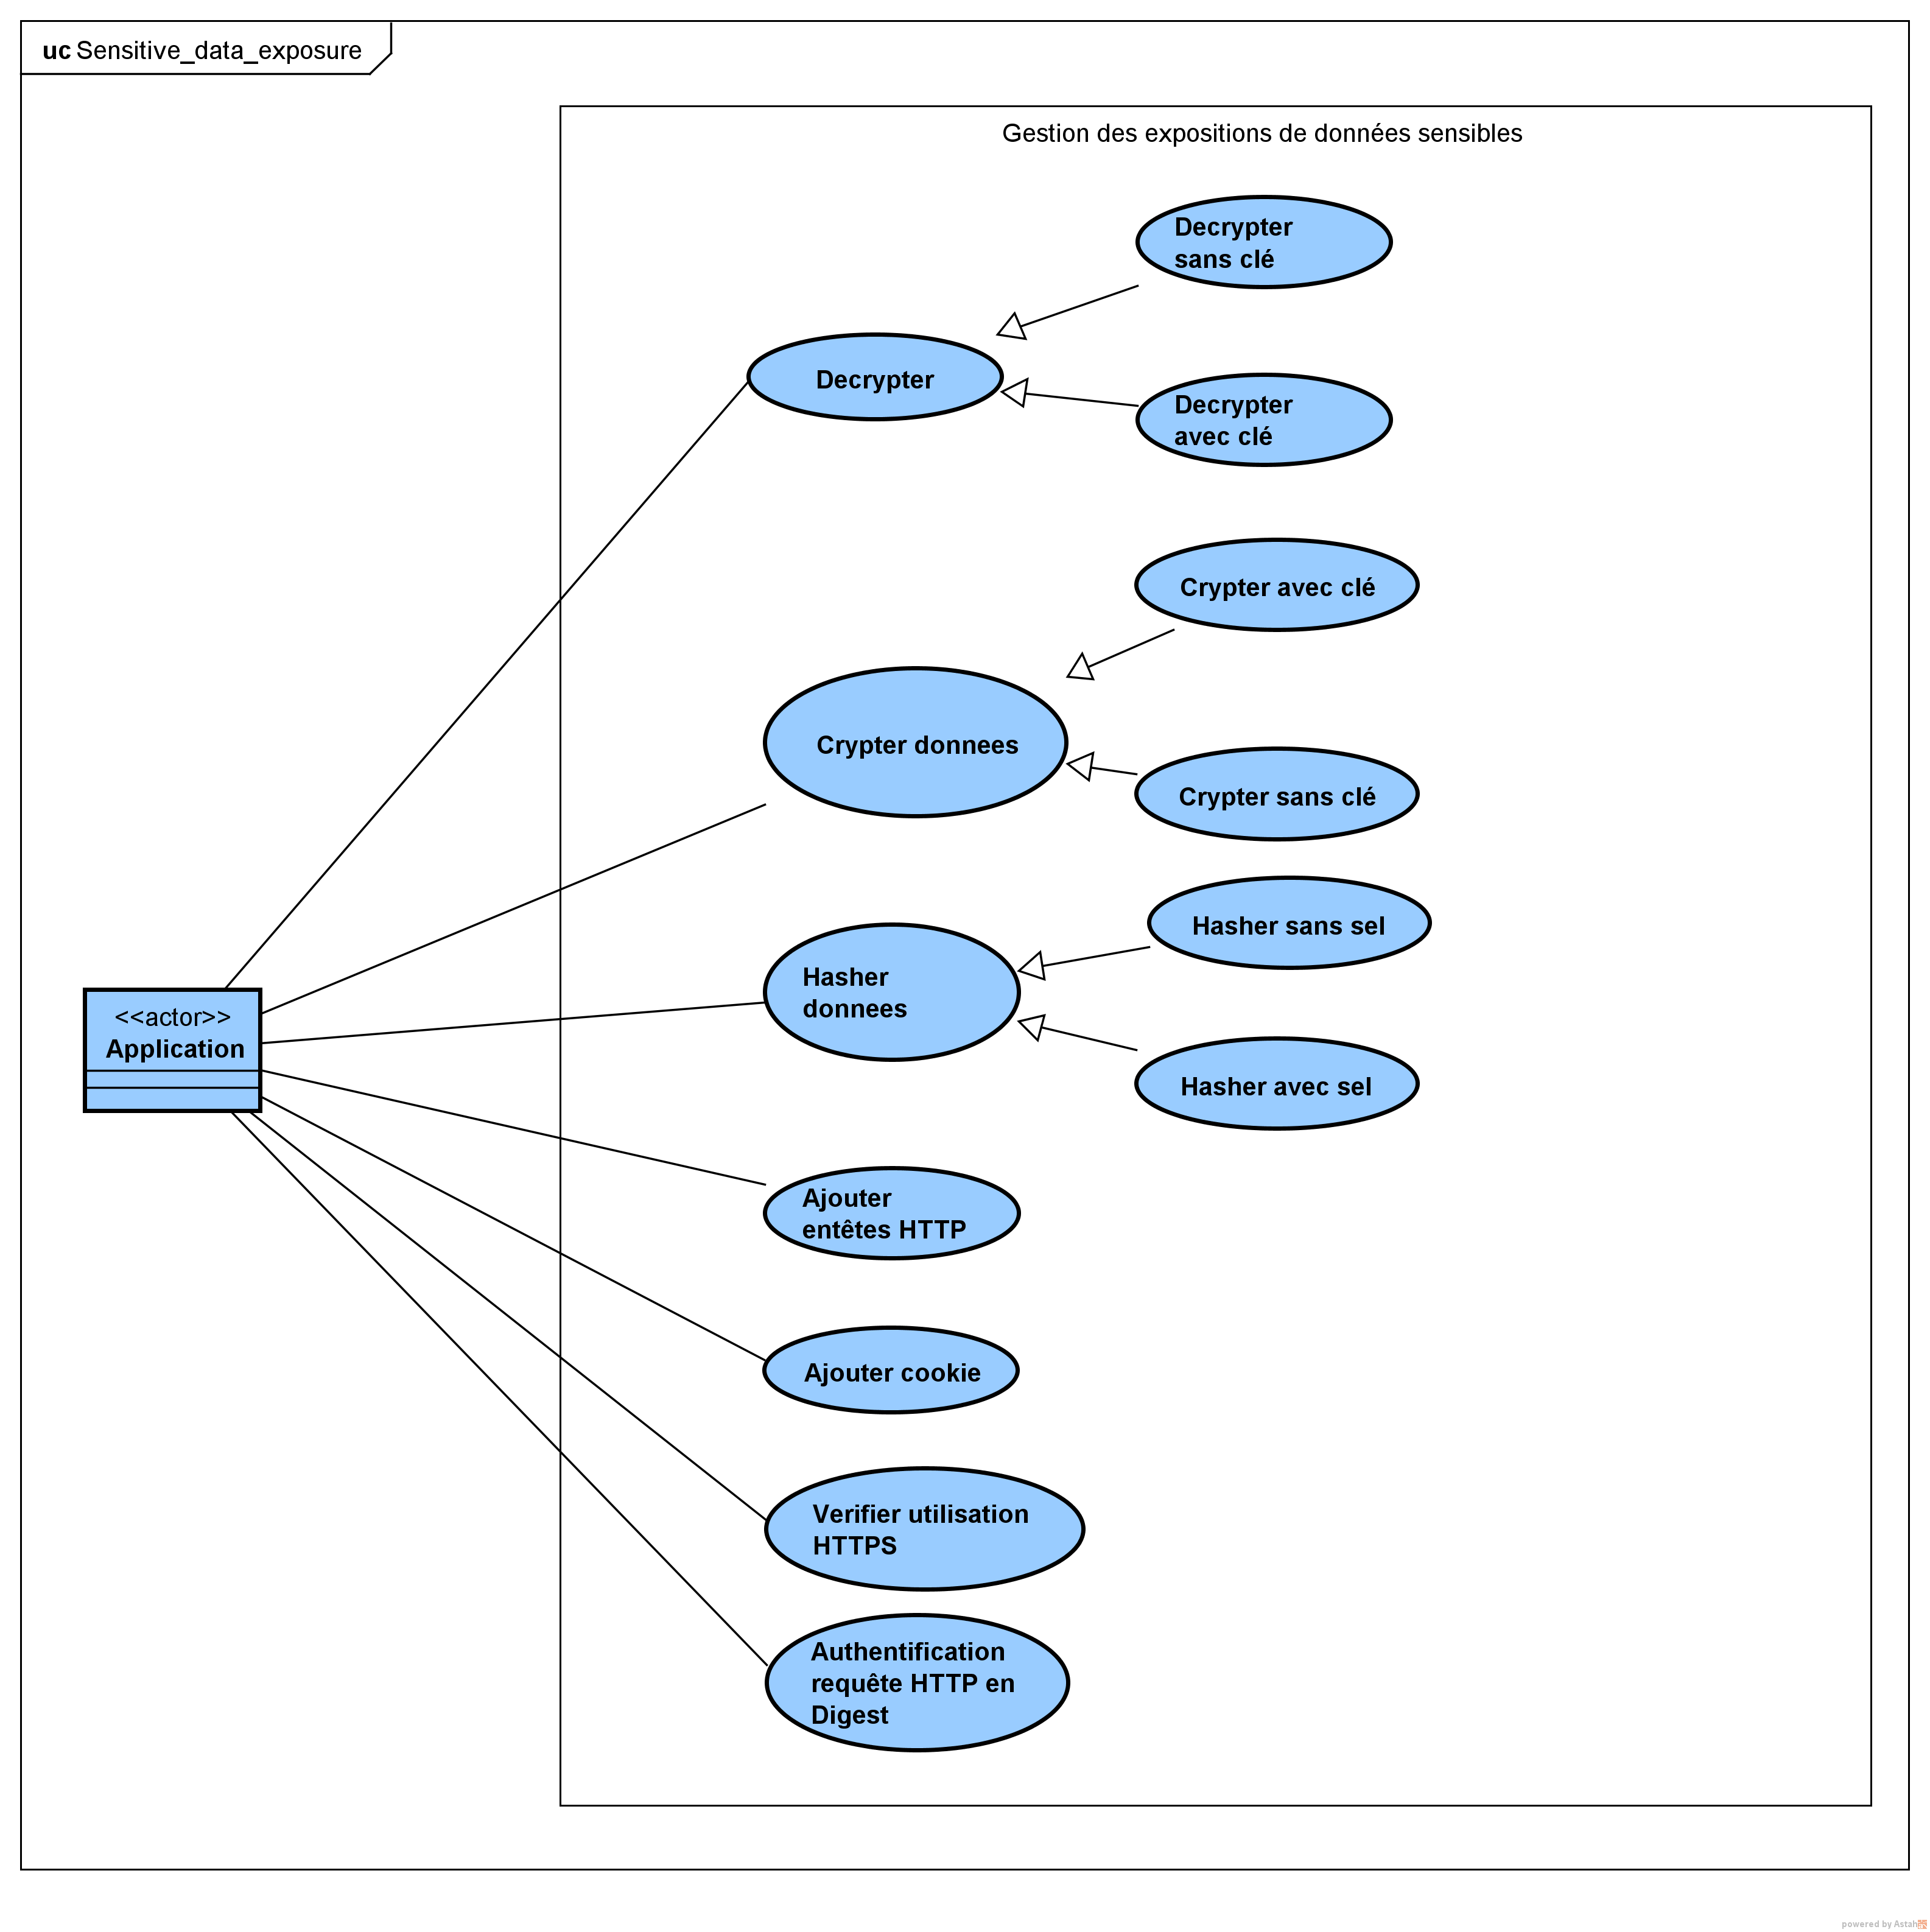 uc Sensitive_data_exposure
Gestion des expositions de données sensibles
Decrypter
sans clé
Decrypter
Decrypter
avec clé
Crypter avec clé
Crypter donnees
Crypter sans clé
Hasher sans sel
Hasher
donnees
<<actor>>
Application
Hasher avec sel
Ajouter
entêtes HTTP
Ajouter cookie
Verifier utilisation
HTTPS
Authentification
requête HTTP en
Digest
powered by Astah